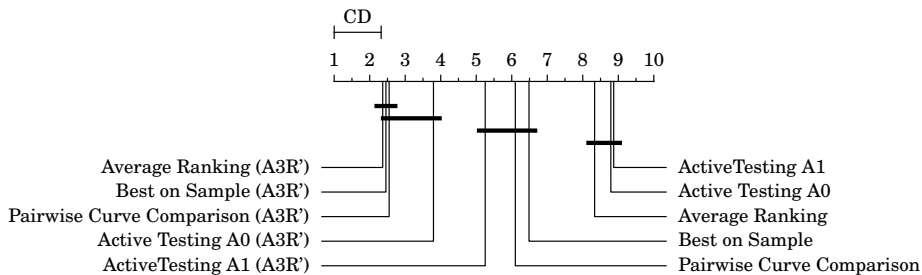 CD
1 2 3 4 5 6 7 8 9 10
Average Ranking (A3R')
Best on Sample (A3R')
Pairwise Curve Comparison (A3R')
Active Testing A0 (A3R')
ActiveTesting A1 (A3R')
ActiveTesting A1
Active Testing A0
Average Ranking
Best on Sample
Pairwise Curve Comparison